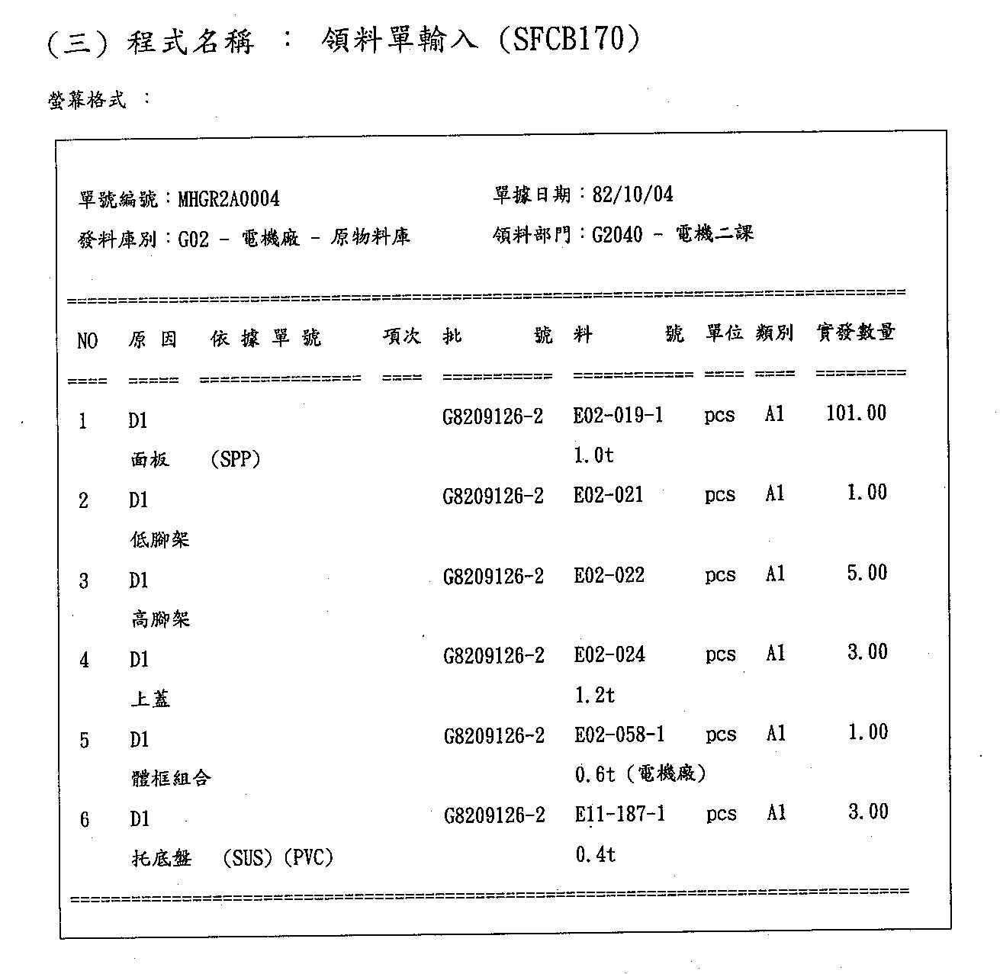 (三) 程式名稱 : 領料單輸入 (SFCB170)
螢幕格式 :
單號編號:MHGR2A0004 單據日期:82/10/04
發料庫別:G02 - 電機廠 - 原物料庫 領料部門:G2040 - 電機二課
===================================================================================
NO 原 因 依 據 單 號 項次 批 號 料 號 單位 類別 實發數量
==== ===== ================ ==== =========== ============ ==== ==== =========
1 D1 G8209126-2 E02-019-1 pcs A1 101.00
面板 (SPP) 1.0t
2 D1 G8209126-2 E02-021 pcs A1 1.00
低腳架
3 D1 G8209126-2 E02-022 pcs A1 5.00
高腳架
4 D1 G8209126-2 E02-024 pcs A1 3.00
上蓋 1.2t
5 D1 G8209126-2 E02-058-1 pcs A1 1.00
體框組合 0.6t (電機廠)
6 D1 G8209126-2 E11-187-1 pcs A1 3.00
托底盤 (SUS) (PVC) 0.4t
===================================================================================